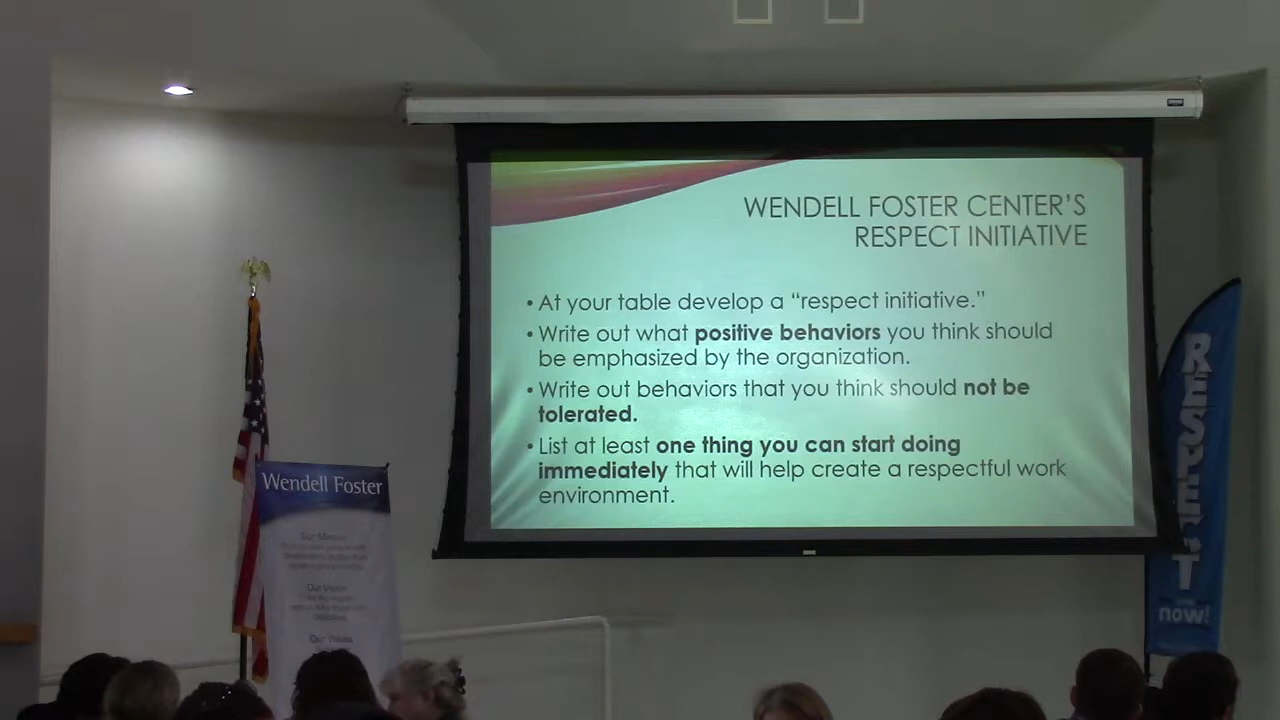 WENDELL FOSTER CENTER'S
RESPECT INITIATIVE
• At your table develop a “respect initiative.”
• Write out what positive behaviors you think should
be emphasized by the organization.
• Write out behaviors that you think should not be
tolerated.
• List at least one thing you can start doing
immediately that will help create a respectful work
environment.
Wendell Foster
Our Mission
Our Vision
Our Values
RESPECT
now!